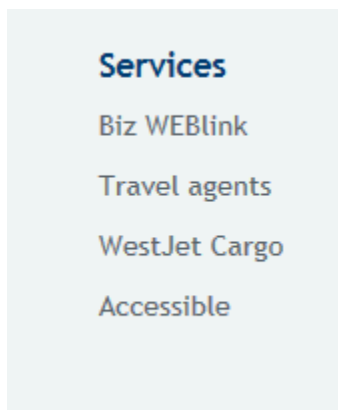 Services
Biz WEBlink
Travel agents
WestJet Cargo
Accessible